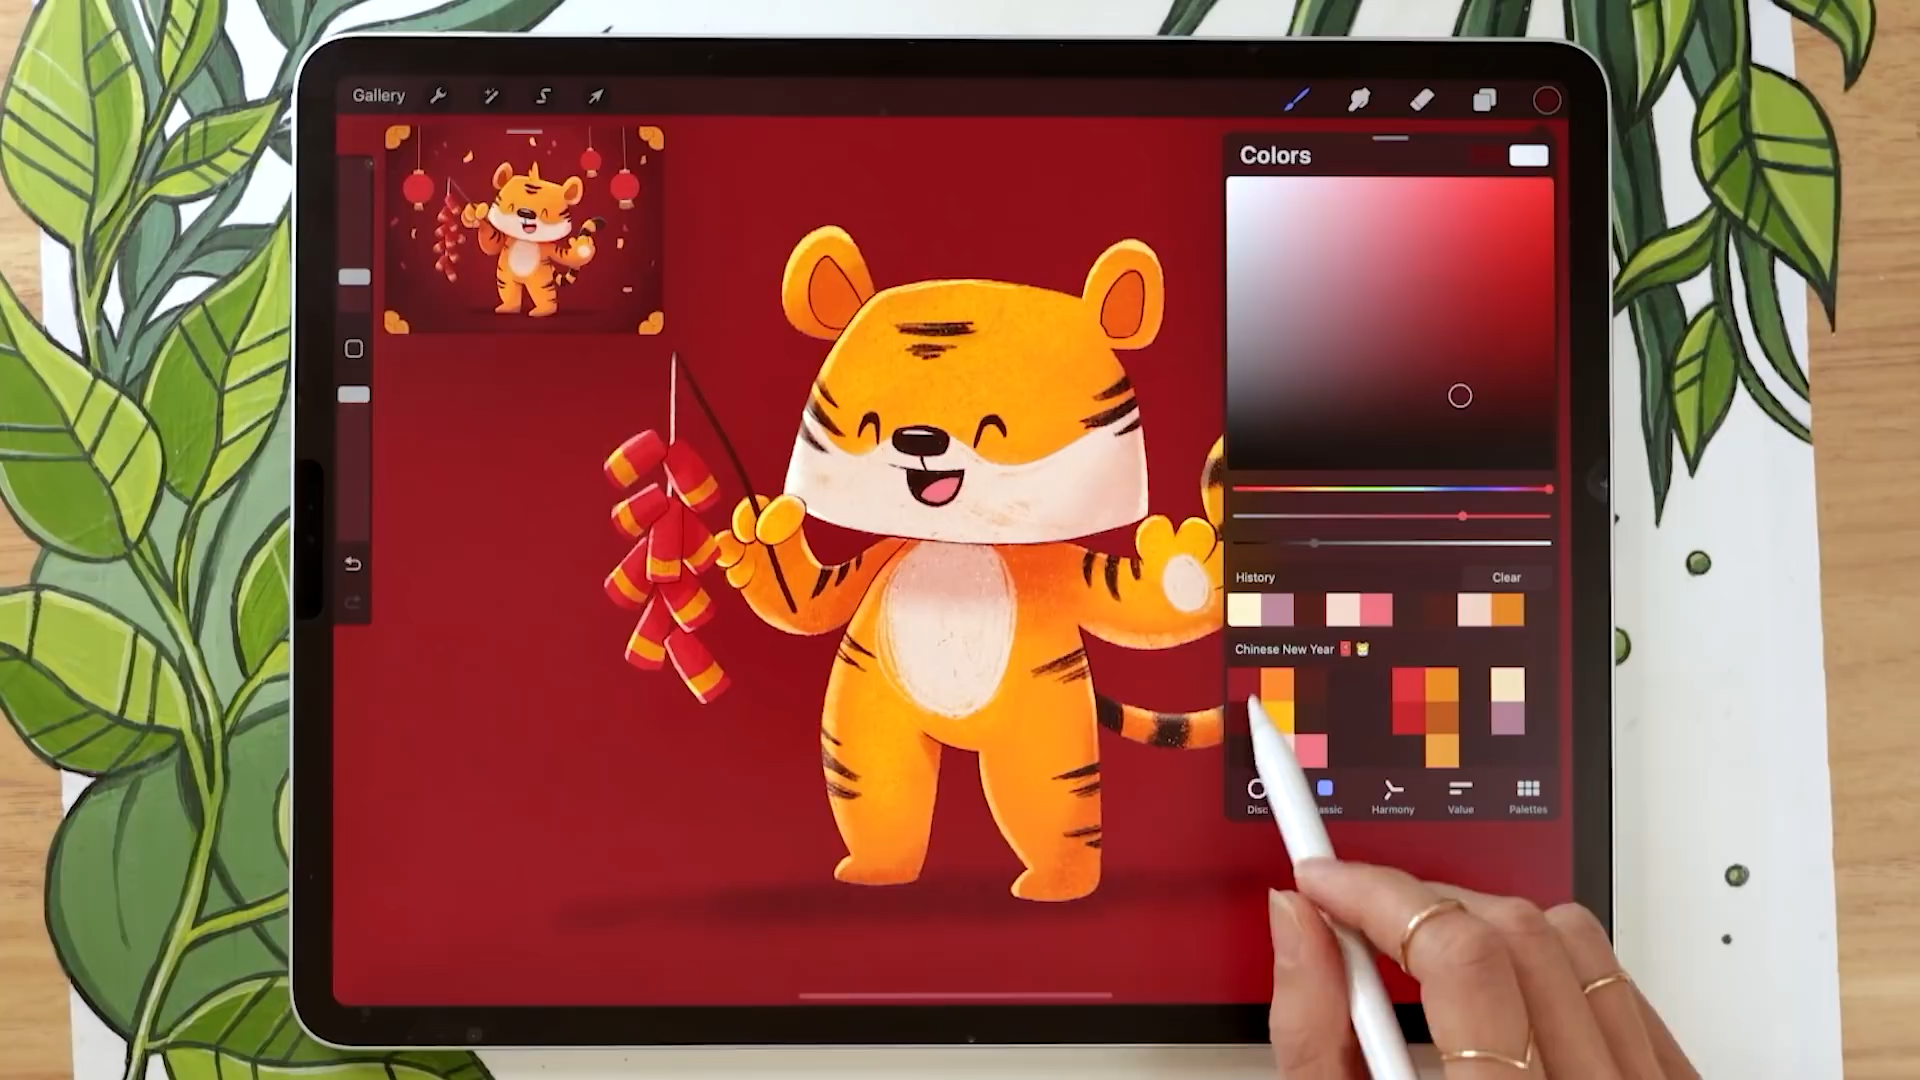 Gallery
Colors
History Clear
Chinese New Year
Harmony Value Palettes